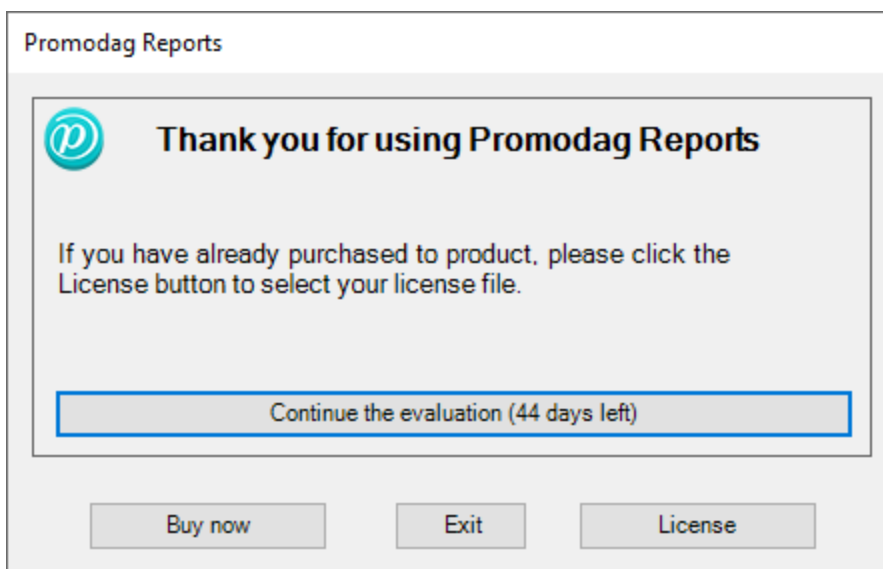 Promodag Reports
Thank you for using Promodag Reports
If you have already purchased to product, please click the
License button to select your license file.
Continue the evaluation (44 days left)
Buy now
Exit
License